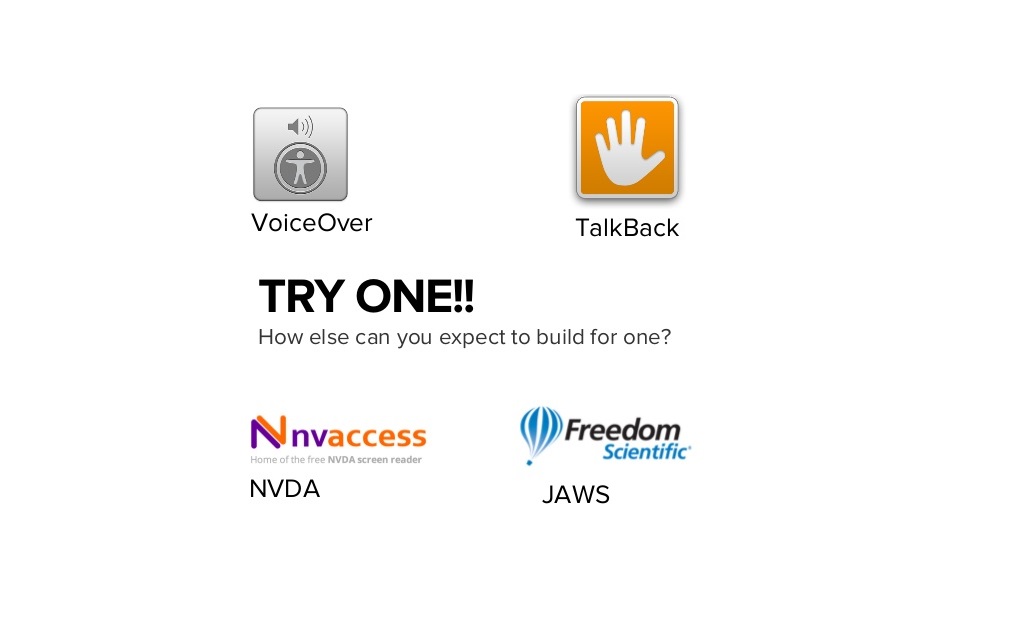 VoiceOver
TalkBack
TRY ONE!!
How else can you expect to build for one?
nvaccess
Home of the free NVDA screen reader
NVDA
Freedom
Scientific®
JAWS